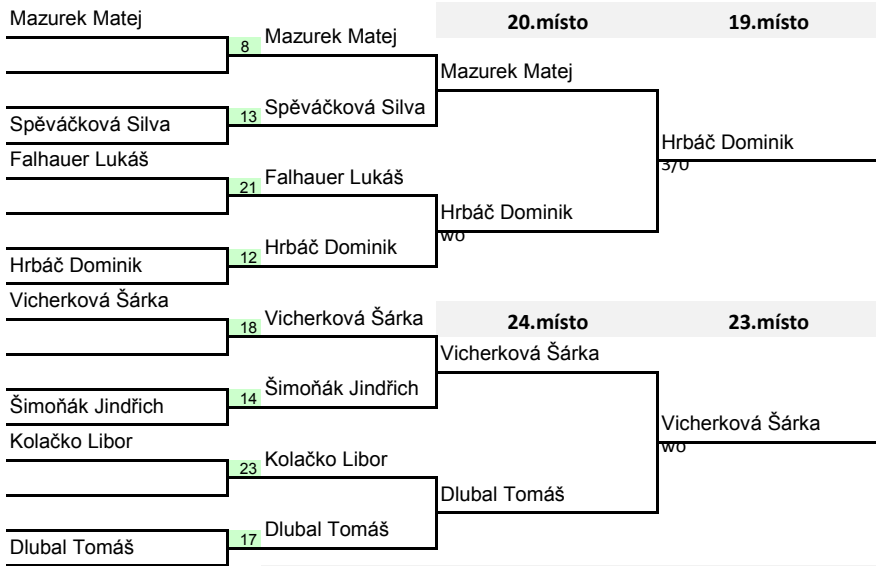 Mazurek Matej
20.místo
19.místo
8
Mazurek Matej
Mazurek Matej
Spěváčková Silva
13
Spěváčková Silva
Hrbáč Dominik
3/0
Falhauer Lukáš
21
Falhauer Lukáš
Hrbáč Dominik
wo
Hrbáč Dominik
12
Hrbáč Dominik
Vicherková Šárka
18
Vicherková Šárka
24.místo
23.místo
Vicherková Šárka
Šimoňák Jindřich
14
Šimoňák Jindřich
Vicherková Šárka
wo
Kolačko Libor
23
Kolačko Libor
Dlubal Tomáš
Dlubal Tomáš
17
Dlubal Tomáš